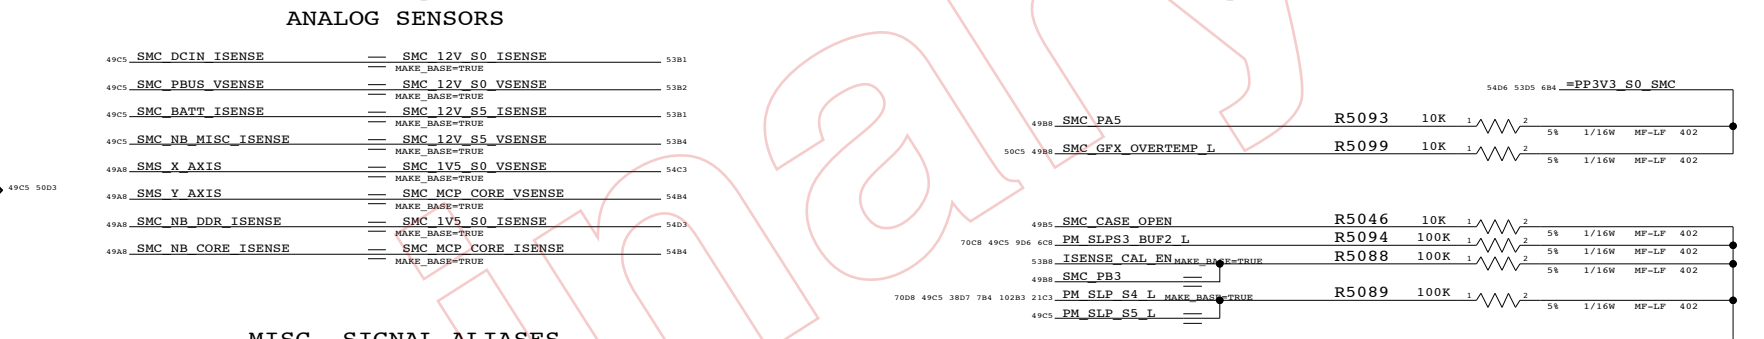 ANALOG SENSORS
49C5 SMC_DCIN_ISENSE SMC_12V_S0_ISENSE 53B1
MAKE_BASE=TRUE
49C5 SMC_PBUS_VSENSE SMC_12V_S0_VSENSE 53B2
MAKE_BASE=TRUE
49C5 SMC_BATT_ISENSE SMC_12V_S5_ISENSE 53B1
MAKE_BASE=TRUE
49C5 SMC_NB_MISC_ISENSE SMC_12V_S5_VSENSE 53B4
MAKE_BASE=TRUE
49A8 SMS_X_AXIS SMC_1V5_S0_VSENSE 54C3
MAKE_BASE=TRUE
49A8 SMS_Y_AXIS SMC_MCP_CORE_VSENSE 54B4
MAKE_BASE=TRUE
49A8 SMC_NB_DDR_ISENSE SMC_1V5_S0_ISENSE 54D3
MAKE_BASE=TRUE
49A8 SMC_NB_CORE_ISENSE SMC_MCP_CORE_ISENSE 54B4
MAKE_BASE=TRUE
49C5 50D3
MISC. SIGNAL ALIASES
54D6 53D5 6B4 =PP3V3_S0_SMC
49B8 SMC_PA5 R5093 10K 1 2
5% 1/16W MF-LF 402
50C5 49B8 SMC_GFX_OVERTEMP_L R5099 10K 1 2
5% 1/16W MF-LF 402
49B5 SMC_CASE_OPEN R5046 10K 1 2
5% 1/16W MF-LF 402
70C8 49C5 9D6 6C8 PM_SLPS3_BUF2_L R5094 100K 1 2
5% 1/16W MF-LF 402
53B8 ISENSE_CAL_EN MAKE_BASE=TRUE R5088 100K 1 2
5% 1/16W MF-LF 402
49B8 SMC_PB3
70D8 49C5 38D7 7B4 102B3 21C3 PM_SLP_S4_L MAKE_BASE=TRUE R5089 100K 1 2
5% 1/16W MF-LF 402
49C5 PM_SLP_S5_L
inary